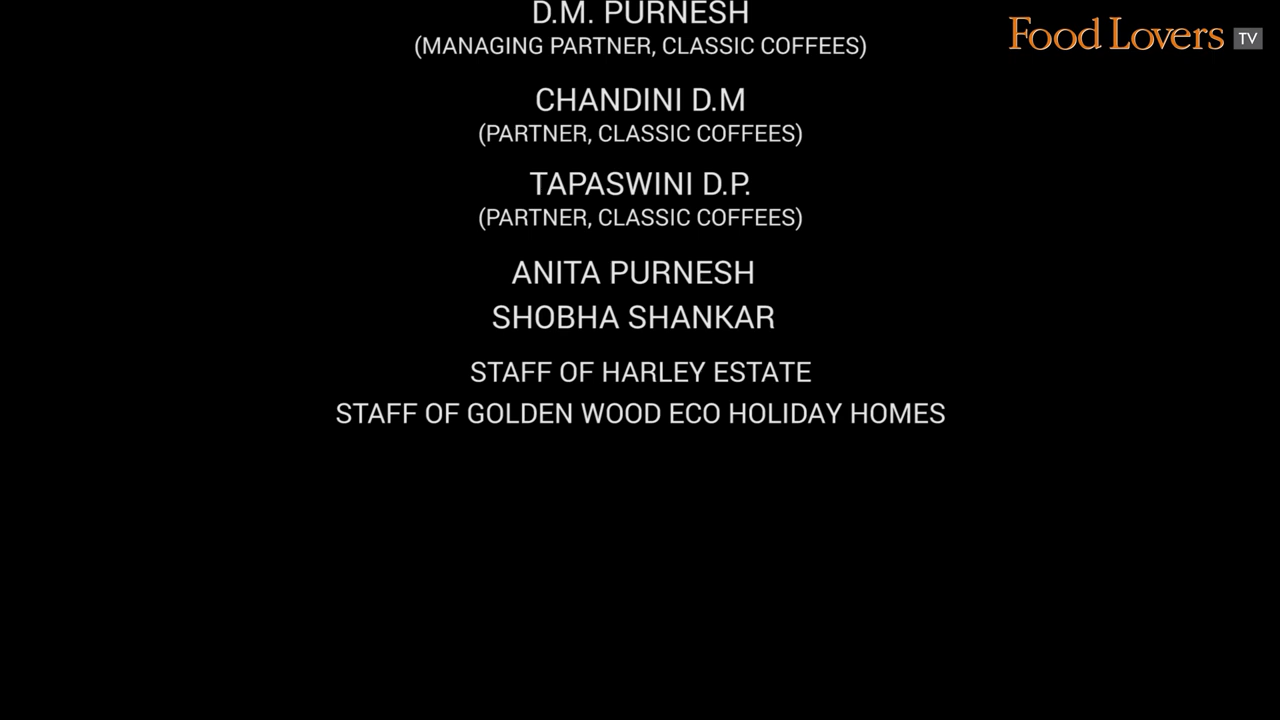 D.M. PURNESH
Food Lovers TV
(MANAGING PARTNER, CLASSIC COFFEES)
CHANDINI D.M
(PARTNER, CLASSIC COFFEES)
TAPASWINI D.P.
(PARTNER, CLASSIC COFFEES)
ANITA PURNESH
SHOBHA SHANKAR
STAFF OF HARLEY ESTATE
STAFF OF GOLDEN WOOD ECO HOLIDAY HOMES